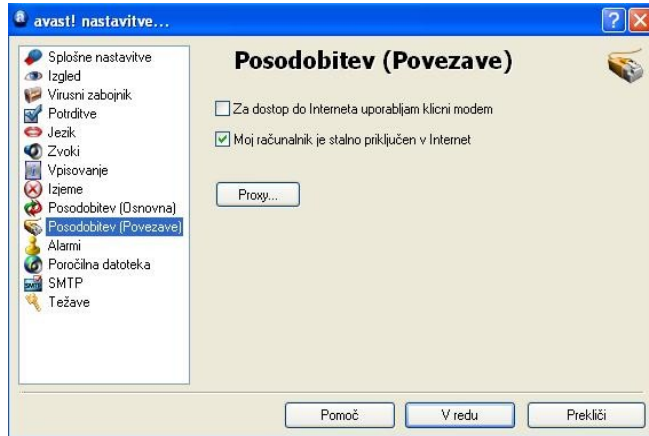 avast! nastavitve...
Splošne nastavitve
Izgled
Virusni zabojnik
Potrditve
Jezik
Zvoki
Vpisovanje
Izjeme
Posodobitev (Osnovna)
Posodobitev (Povezave)
Alarmi
Poročilna datoteka
SMTP
Težave
Posodobitev (Povezave)
Za dostop do Interneta uporabljam klicni modem
Moj računalnik je stalno priključen v Internet
Proxy...
Pomoč
V redu
Prekliči